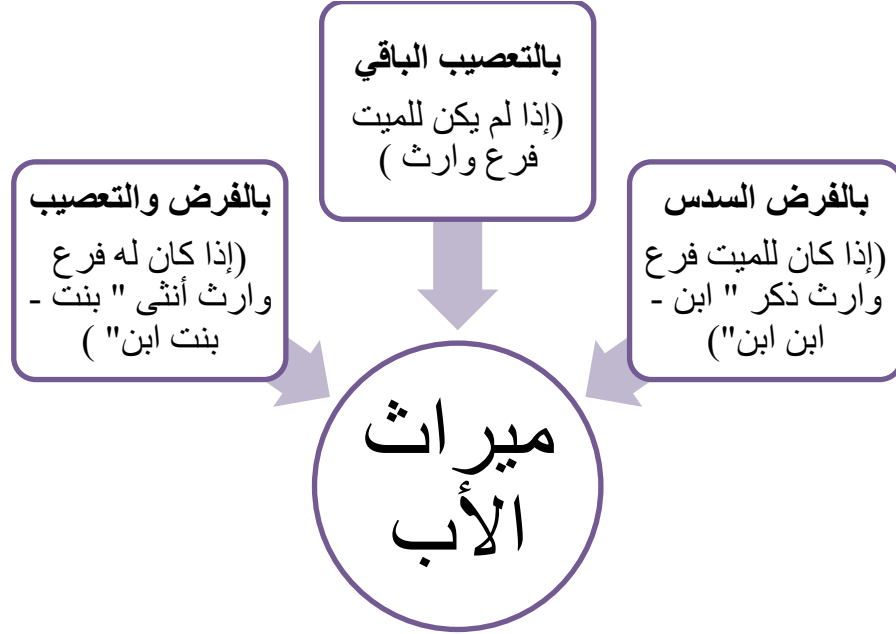 بالتعصيب الباقي
(إذا لم يكن للميت
فرع وارث )
بالفرض السدس
(إذا كان للميت فرع
وارث ذكر " ابن -
ابن ابن")
بالفرض والتعصيب
(إذا كان له فرع
وارث أنثى " بنت -
بنت ابن" )
ميراث
الأب